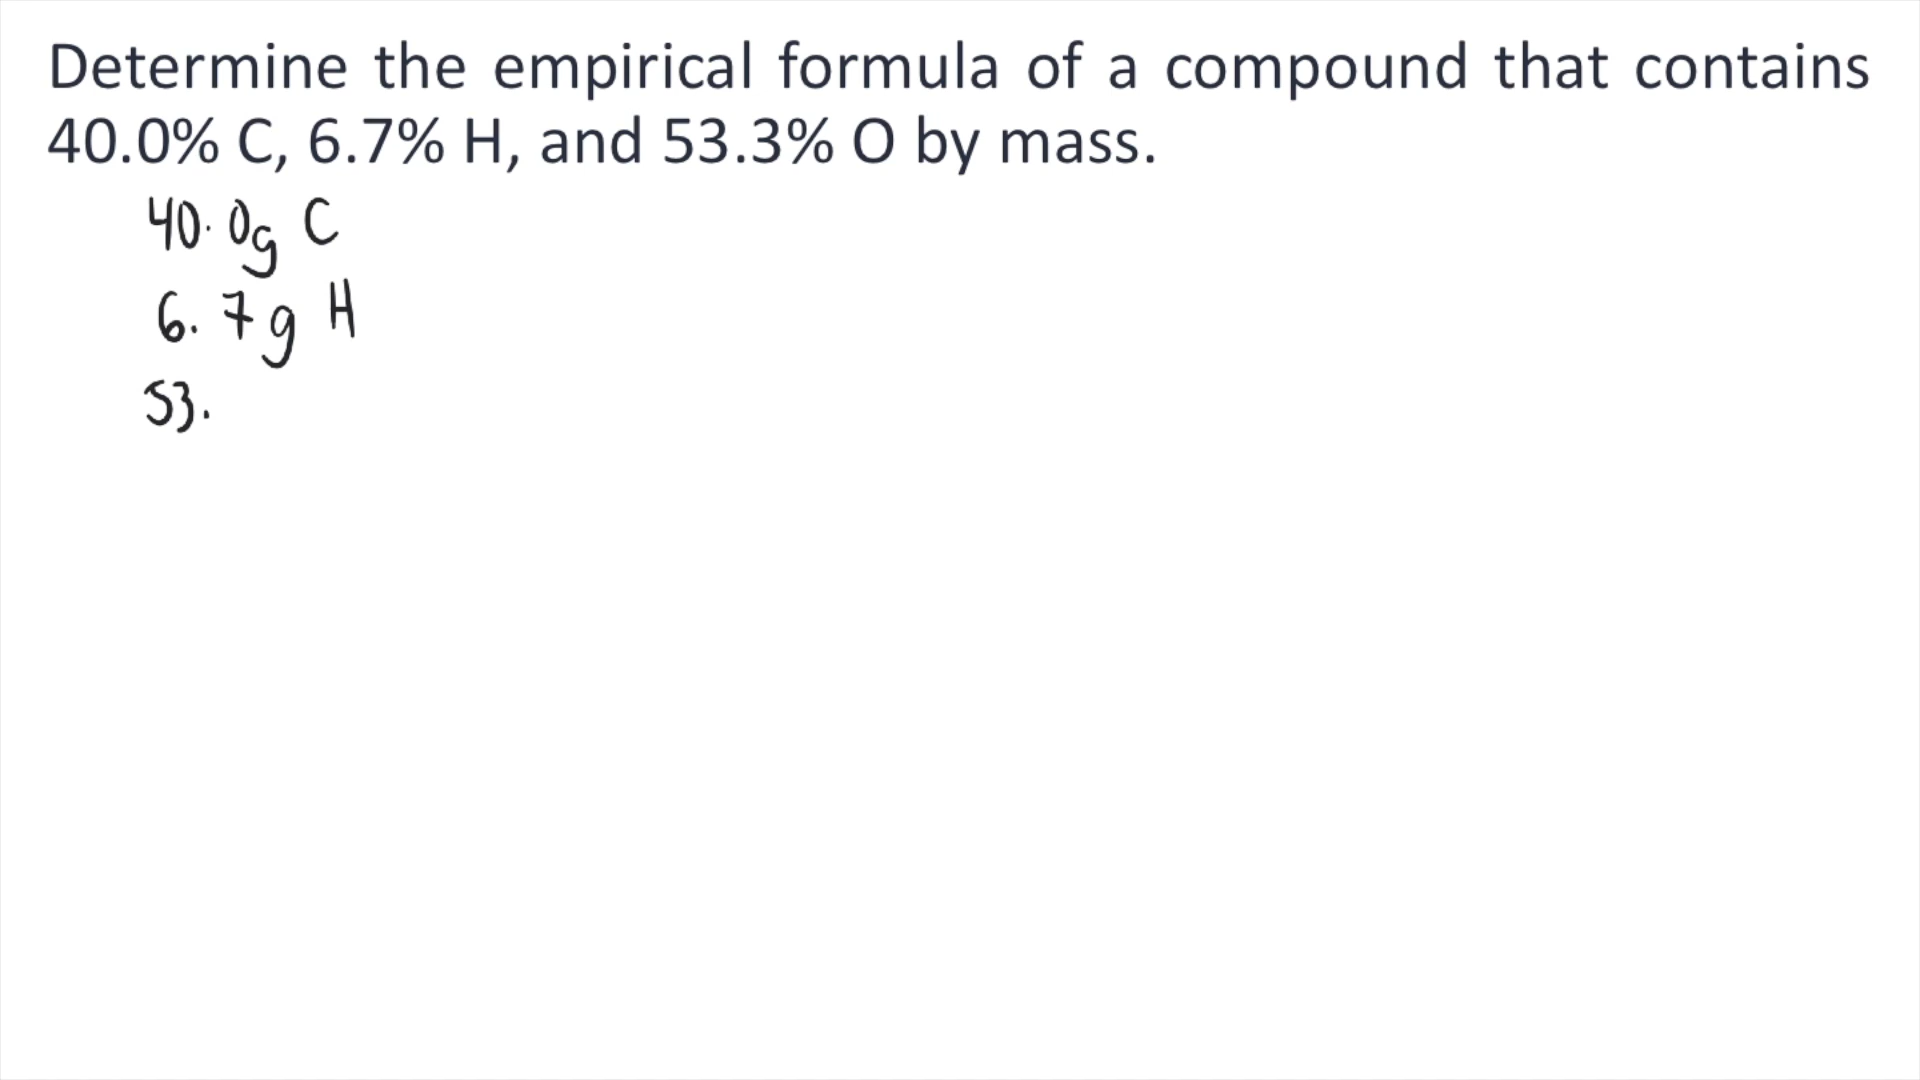 Determine the empirical formula of a compound that contains
40.0% C, 6.7% H, and 53.3% O by mass.
40.0g C
6.7g H
53.